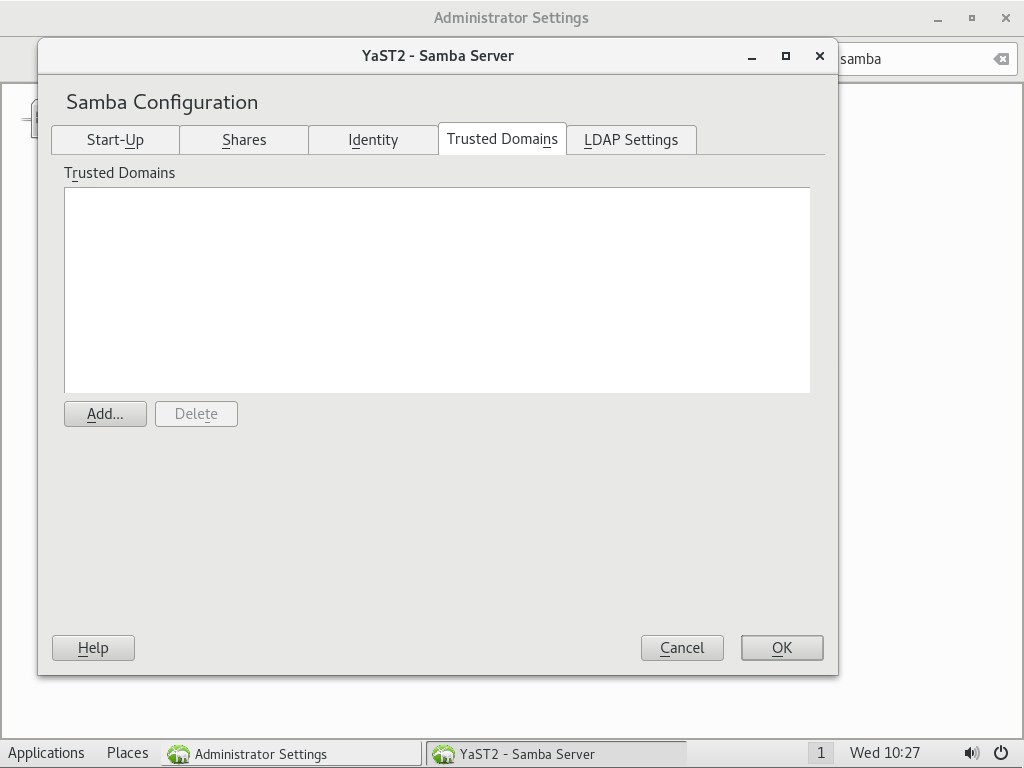 Administrator Settings
samba
YaST2 - Samba Server
Samba Configuration
Start-Up
Shares
Identity
Trusted Domains
LDAP Settings
Trusted Domains
Add...
Delete
Help
Cancel
OK
Applications
Places
Administrator Settings
YaST2 - Samba Server
1
Wed 10:27